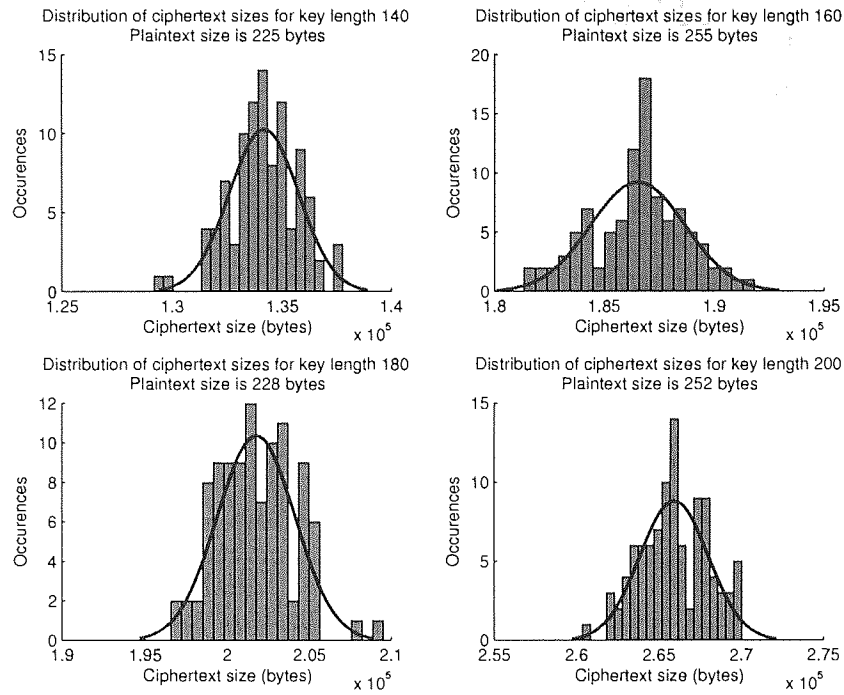 Distribution of ciphertext sizes for key length 140
Plaintext size is 225 bytes
15
10
5
0
Occurences
1.25
1.3
1.35
1.4
Ciphertext size (bytes)
x 10^5
Distribution of ciphertext sizes for key length 160
Plaintext size is 255 bytes
20
15
10
5
0
Occurences
1.8
1.85
1.9
1.95
Ciphertext size (bytes)
x 10^5
Distribution of ciphertext sizes for key length 180
Plaintext size is 228 bytes
12
10
8
6
4
2
0
Occurences
1.9
1.95
2
2.05
2.1
Ciphertext size (bytes)
x 10^5
Distribution of ciphertext sizes for key length 200
Plaintext size is 252 bytes
15
10
5
0
Occurences
2.55
2.6
2.65
2.7
2.75
Ciphertext size (bytes)
x 10^5